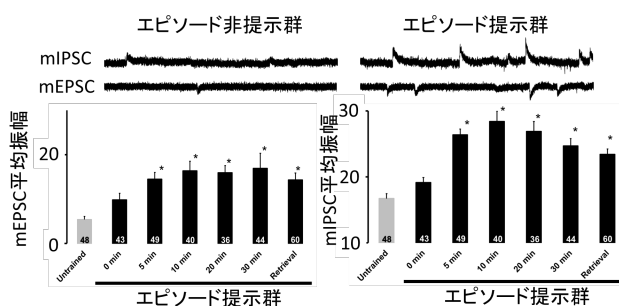 エピソード非提示群
エピソード提示群
mIPSC
mEPSC
mEPSC平均振幅
20
0
48
43
49
40
36
44
60
Untrained
0 min
5 min
10 min
20 min
30 min
Retrieval
エピソード提示群
mIPSC平均振幅
30
20
10
48
43
49
40
36
44
60
Untrained
0 min
5 min
10 min
20 min
30 min
Retrieval
エピソード提示群
* * * * *
* * * * *